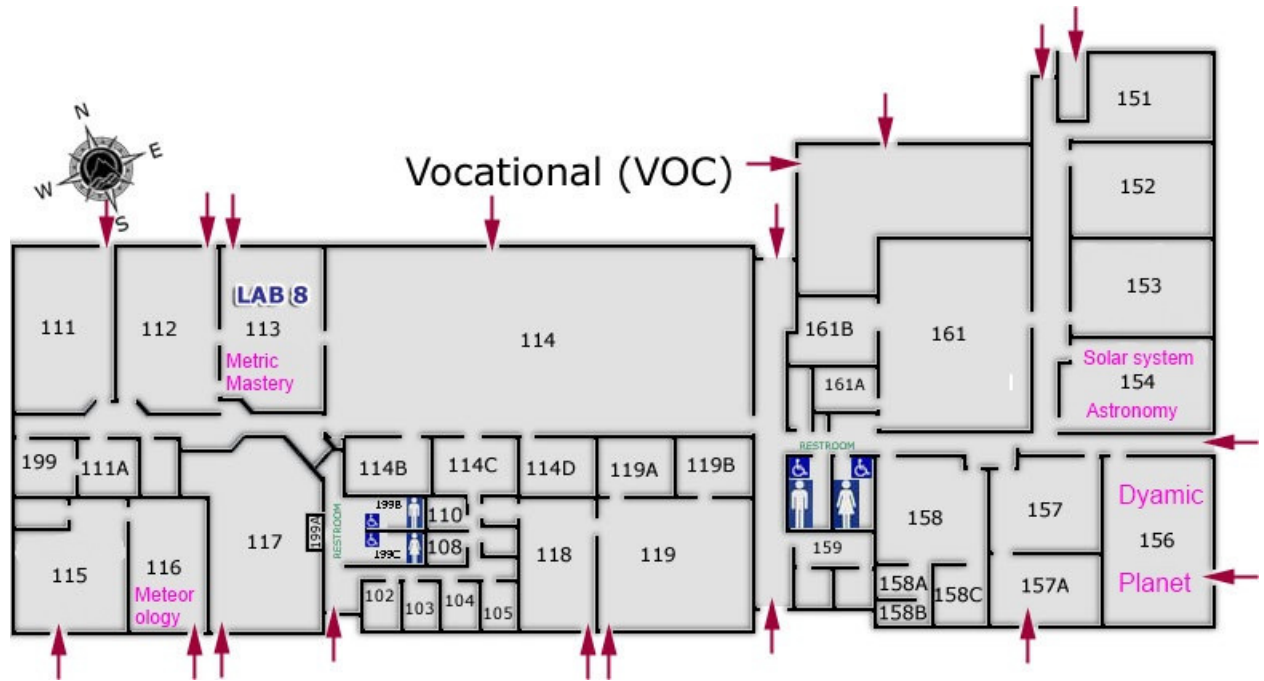 N
E
W
S
Vocational (VOC)
151
152
153
Solar system
154
Astronomy
LAB 8
111
112
113
Metric
Mastery
114
161B
161
161A
RESTROOM
199
111A
114B
114C
114D
119A
119B
199B
110
199A
RESTROOM
199C
108
117
115
116
Meteor
ology
118
119
102
103
104
105
159
158
158A
158B
158C
157
157A
Dyamic
156
Planet